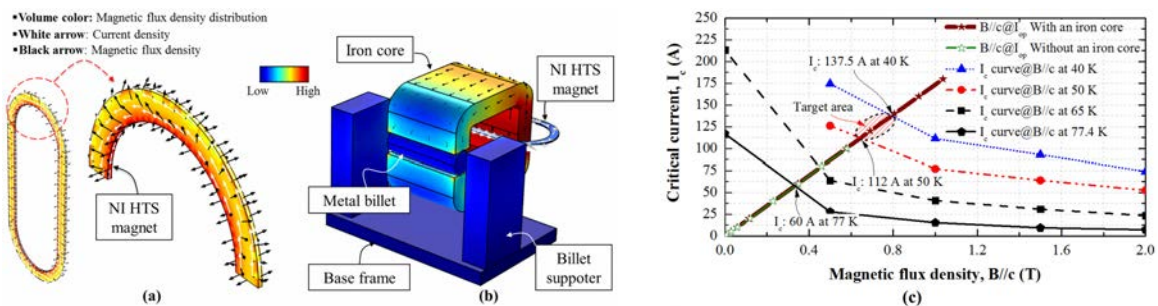 ▪Volume color: Magnetic flux density distribution
▪White arrow: Current density
▪Black arrow: Magnetic flux density
NI HTS
magnet
(a)
Low High
Iron core
NI HTS
magnet
Metal billet
Base frame
Billet
suppoter
(b)
Critical current, I_c (A)
250
225
200
175
150
125
100
75
50
25
0
B//c@I_op With an iron core
B//c@I_op Without an iron core
I_c curve@B//c at 40 K
I_c curve@B//c at 50 K
I_c curve@B//c at 65 K
I_c curve@B//c at 77.4 K
I_c: 137.5 A at 40 K
Target area
I_c: 112 A at 50 K
I_c: 60 A at 77 K
0.0 0.4 0.8 1.2 1.6 2.0
Magnetic flux density, B//c (T)
(c)